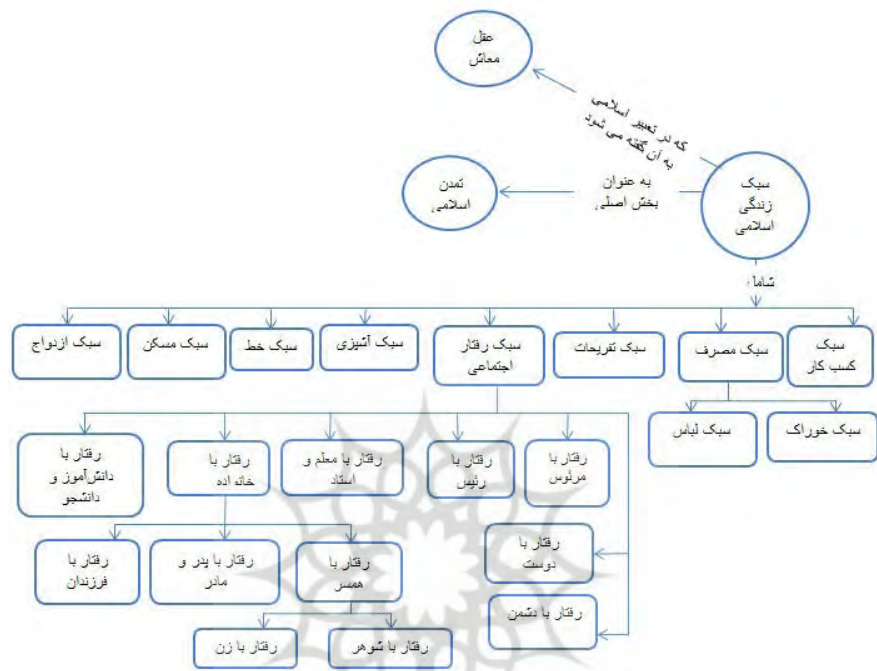 عقل
معاش
که در تعبیر اسلامی
به آن گفته می شود
سبک
زندگی
اسلامی
به عنوان
بخش اصلی
تمدن
اسلامی
شامل
سبک
کسب کار
سبک مصرف
سبک تفریحات
سبک رفتار
اجتماعی
سبک آشپزی
سبک خط
سبک مسکن
سبک ازدواج
سبک خوراک
سبک لباس
رفتار با
مرئوس
رفتار با
رئیس
رفتار با معلم و
استاد
رفتار با
خانه اده
رفتار با
دانش‌آموز و
دانشجو
رفتار با
دوست
رفتار با دشمن
رفتار با
همسر
رفتار با پدر و
مادر
رفتار با
فرزندان
رفتار با شوهر
رفتار با زن